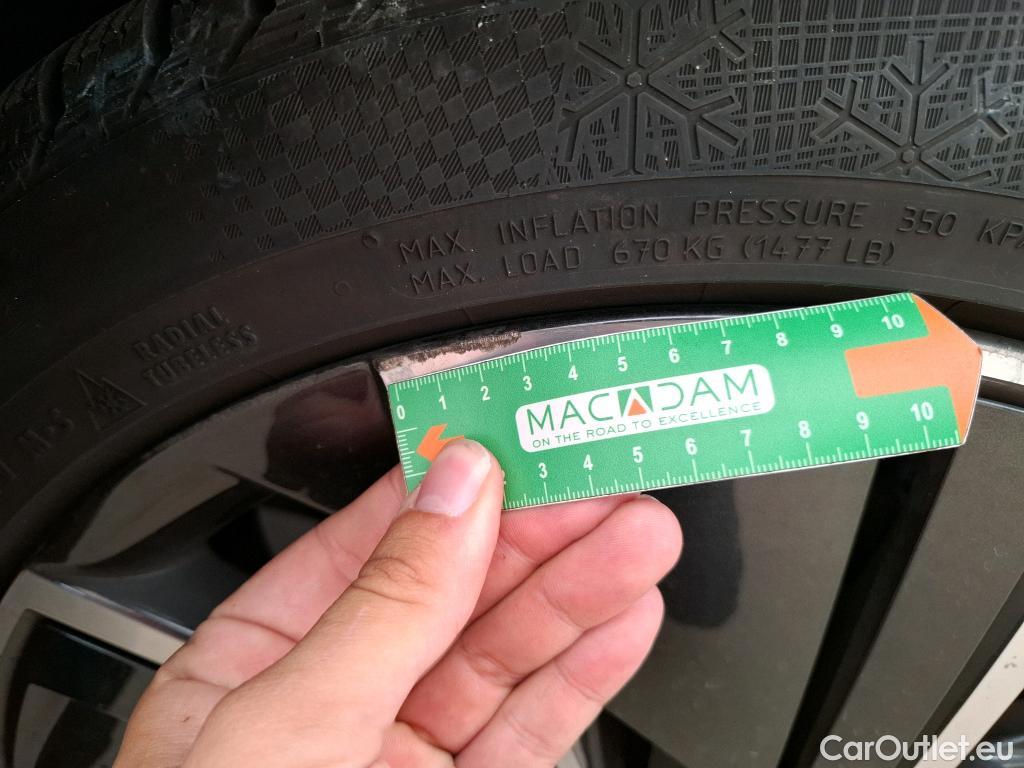 MAX INFLATION PRESSURE 350 KPA
MAX. LOAD 670 KG (1477 LB)
RADIAL
TUBELESS
M+S
0 1 2 3 4 5 6 7 8 9 10
MACADAM
ON THE ROAD TO EXCELLENCE
3 4 5 6 7 8 9 10
CarOutlet.eu